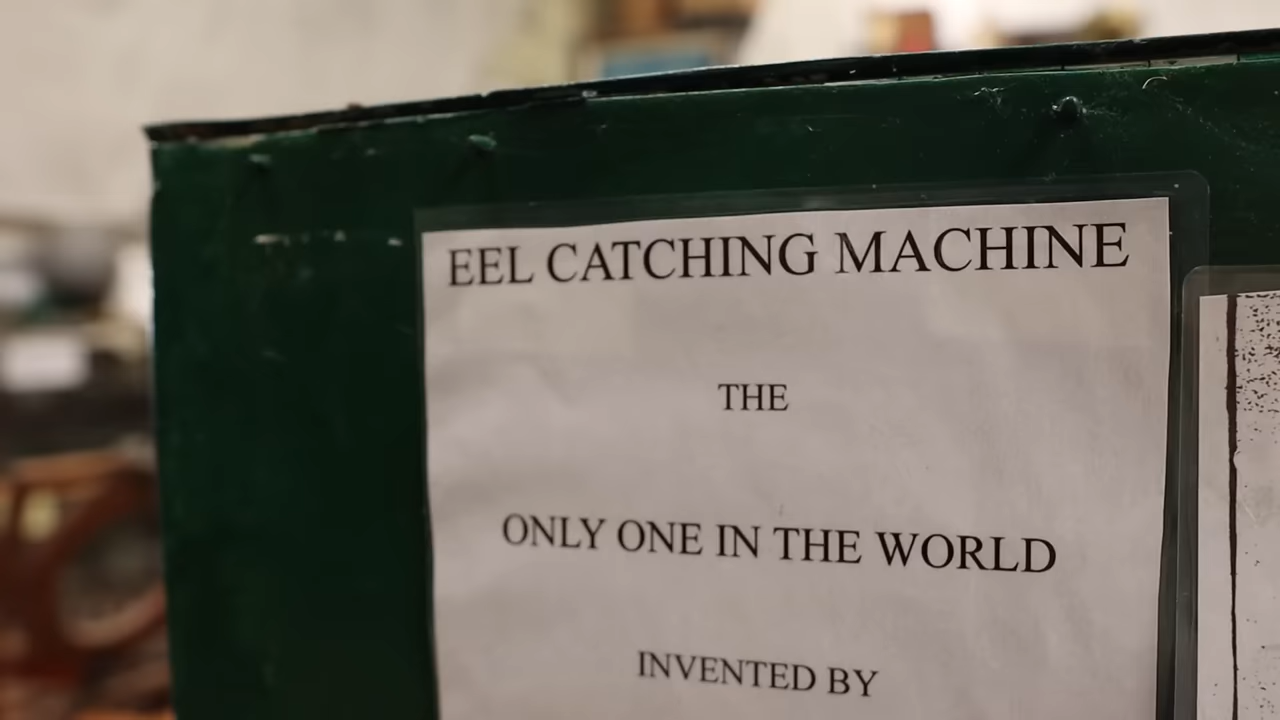 EEL CATCHING MACHINE
THE
ONLY ONE IN THE WORLD
INVENTED BY